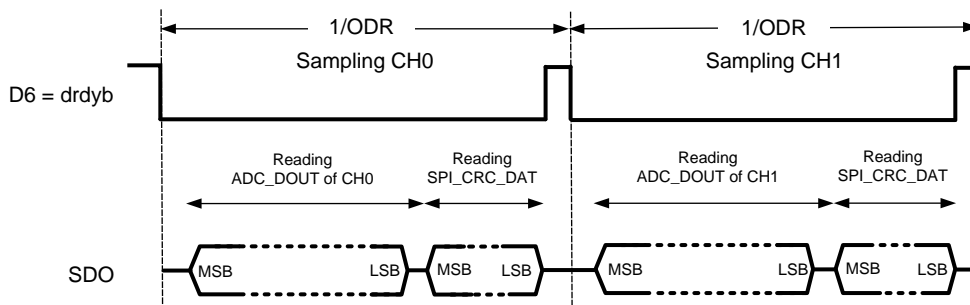 1/ODR 1/ODR
Sampling CH0 Sampling CH1
D6 = drdyb
Reading
ADC_DOUT of CH0
Reading
SPI_CRC_DAT
Reading
ADC_DOUT of CH1
Reading
SPI_CRC_DAT
SDO
MSB LSB MSB LSB MSB LSB MSB LSB